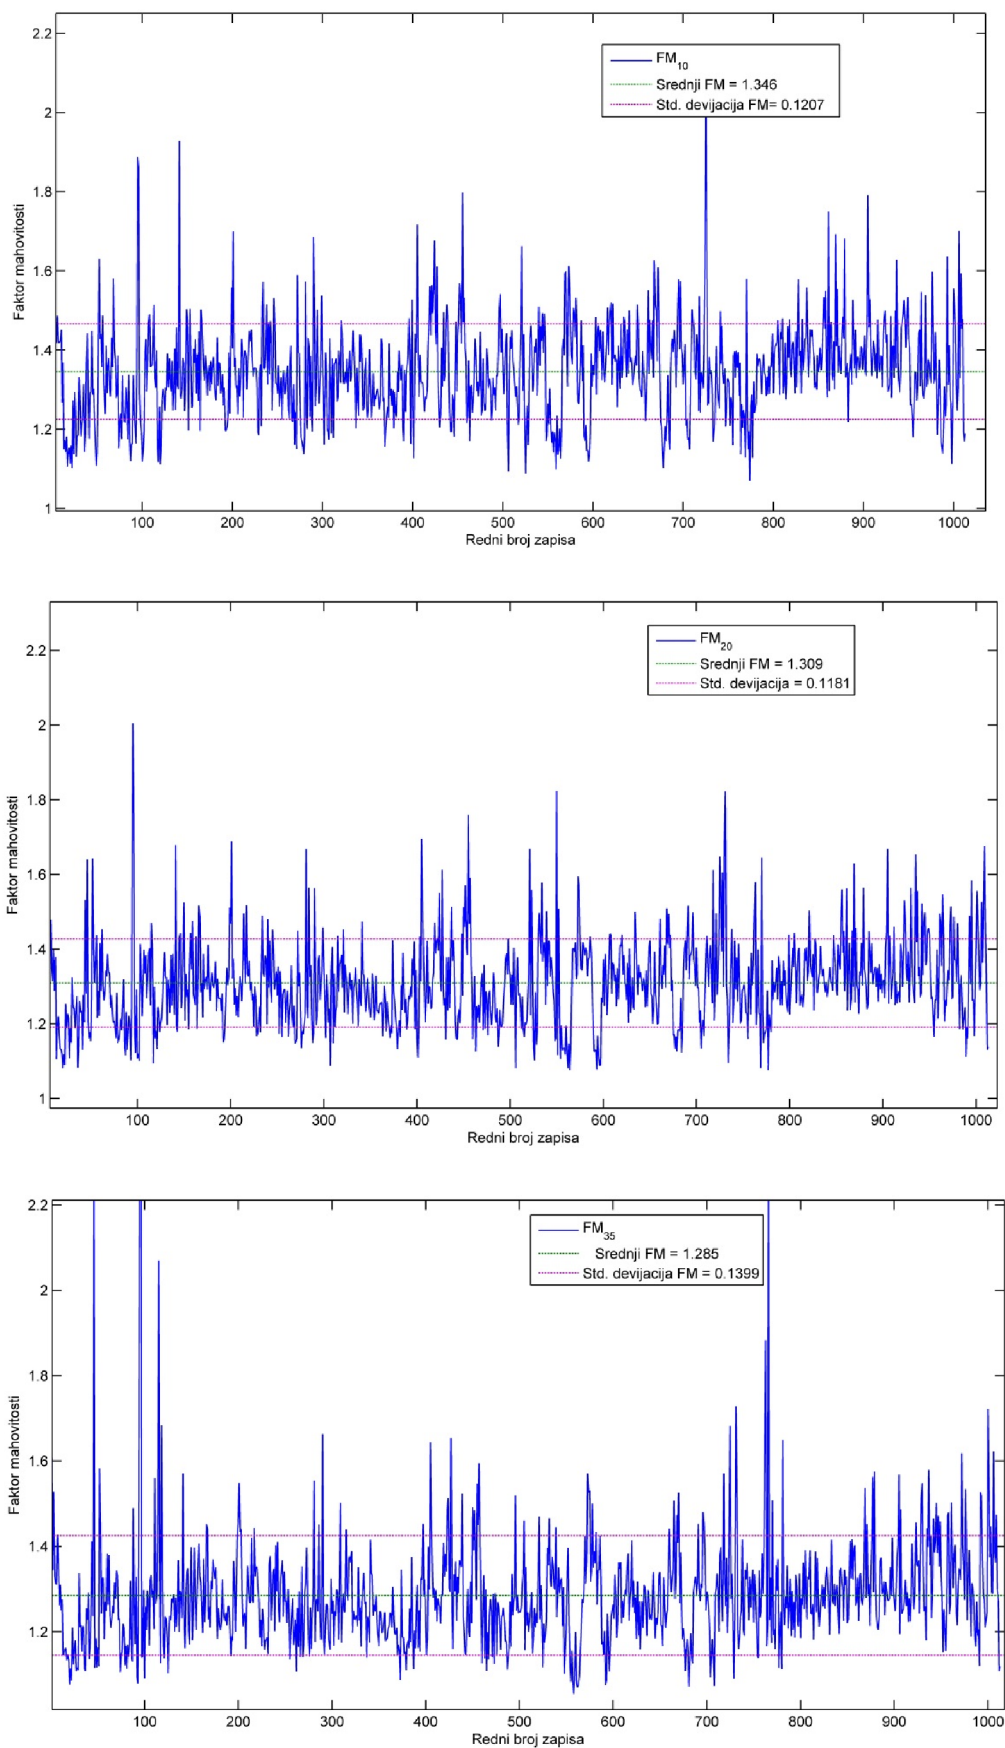 2.2
2
1.8
1.6
1.4
1.2
1
Faktor mahovitosti
FM10
Srednji FM = 1.346
Std. devijacija FM= 0.1207
100 200 300 400 500 600 700 800 900 1000
Redni broj zapisa
2.2
2
1.8
1.6
1.4
1.2
1
Faktor mahovitosti
FM20
Srednji FM = 1.309
Std. devijacija = 0.1181
100 200 300 400 500 600 700 800 900 1000
Redni broj zapisa
2.2
2
1.8
1.6
1.4
1.2
Faktor mahovitosti
FM35
Srednji FM = 1.285
Std. devijacija FM = 0.1399
100 200 300 400 500 600 700 800 900 1000
Redni broj zapisa